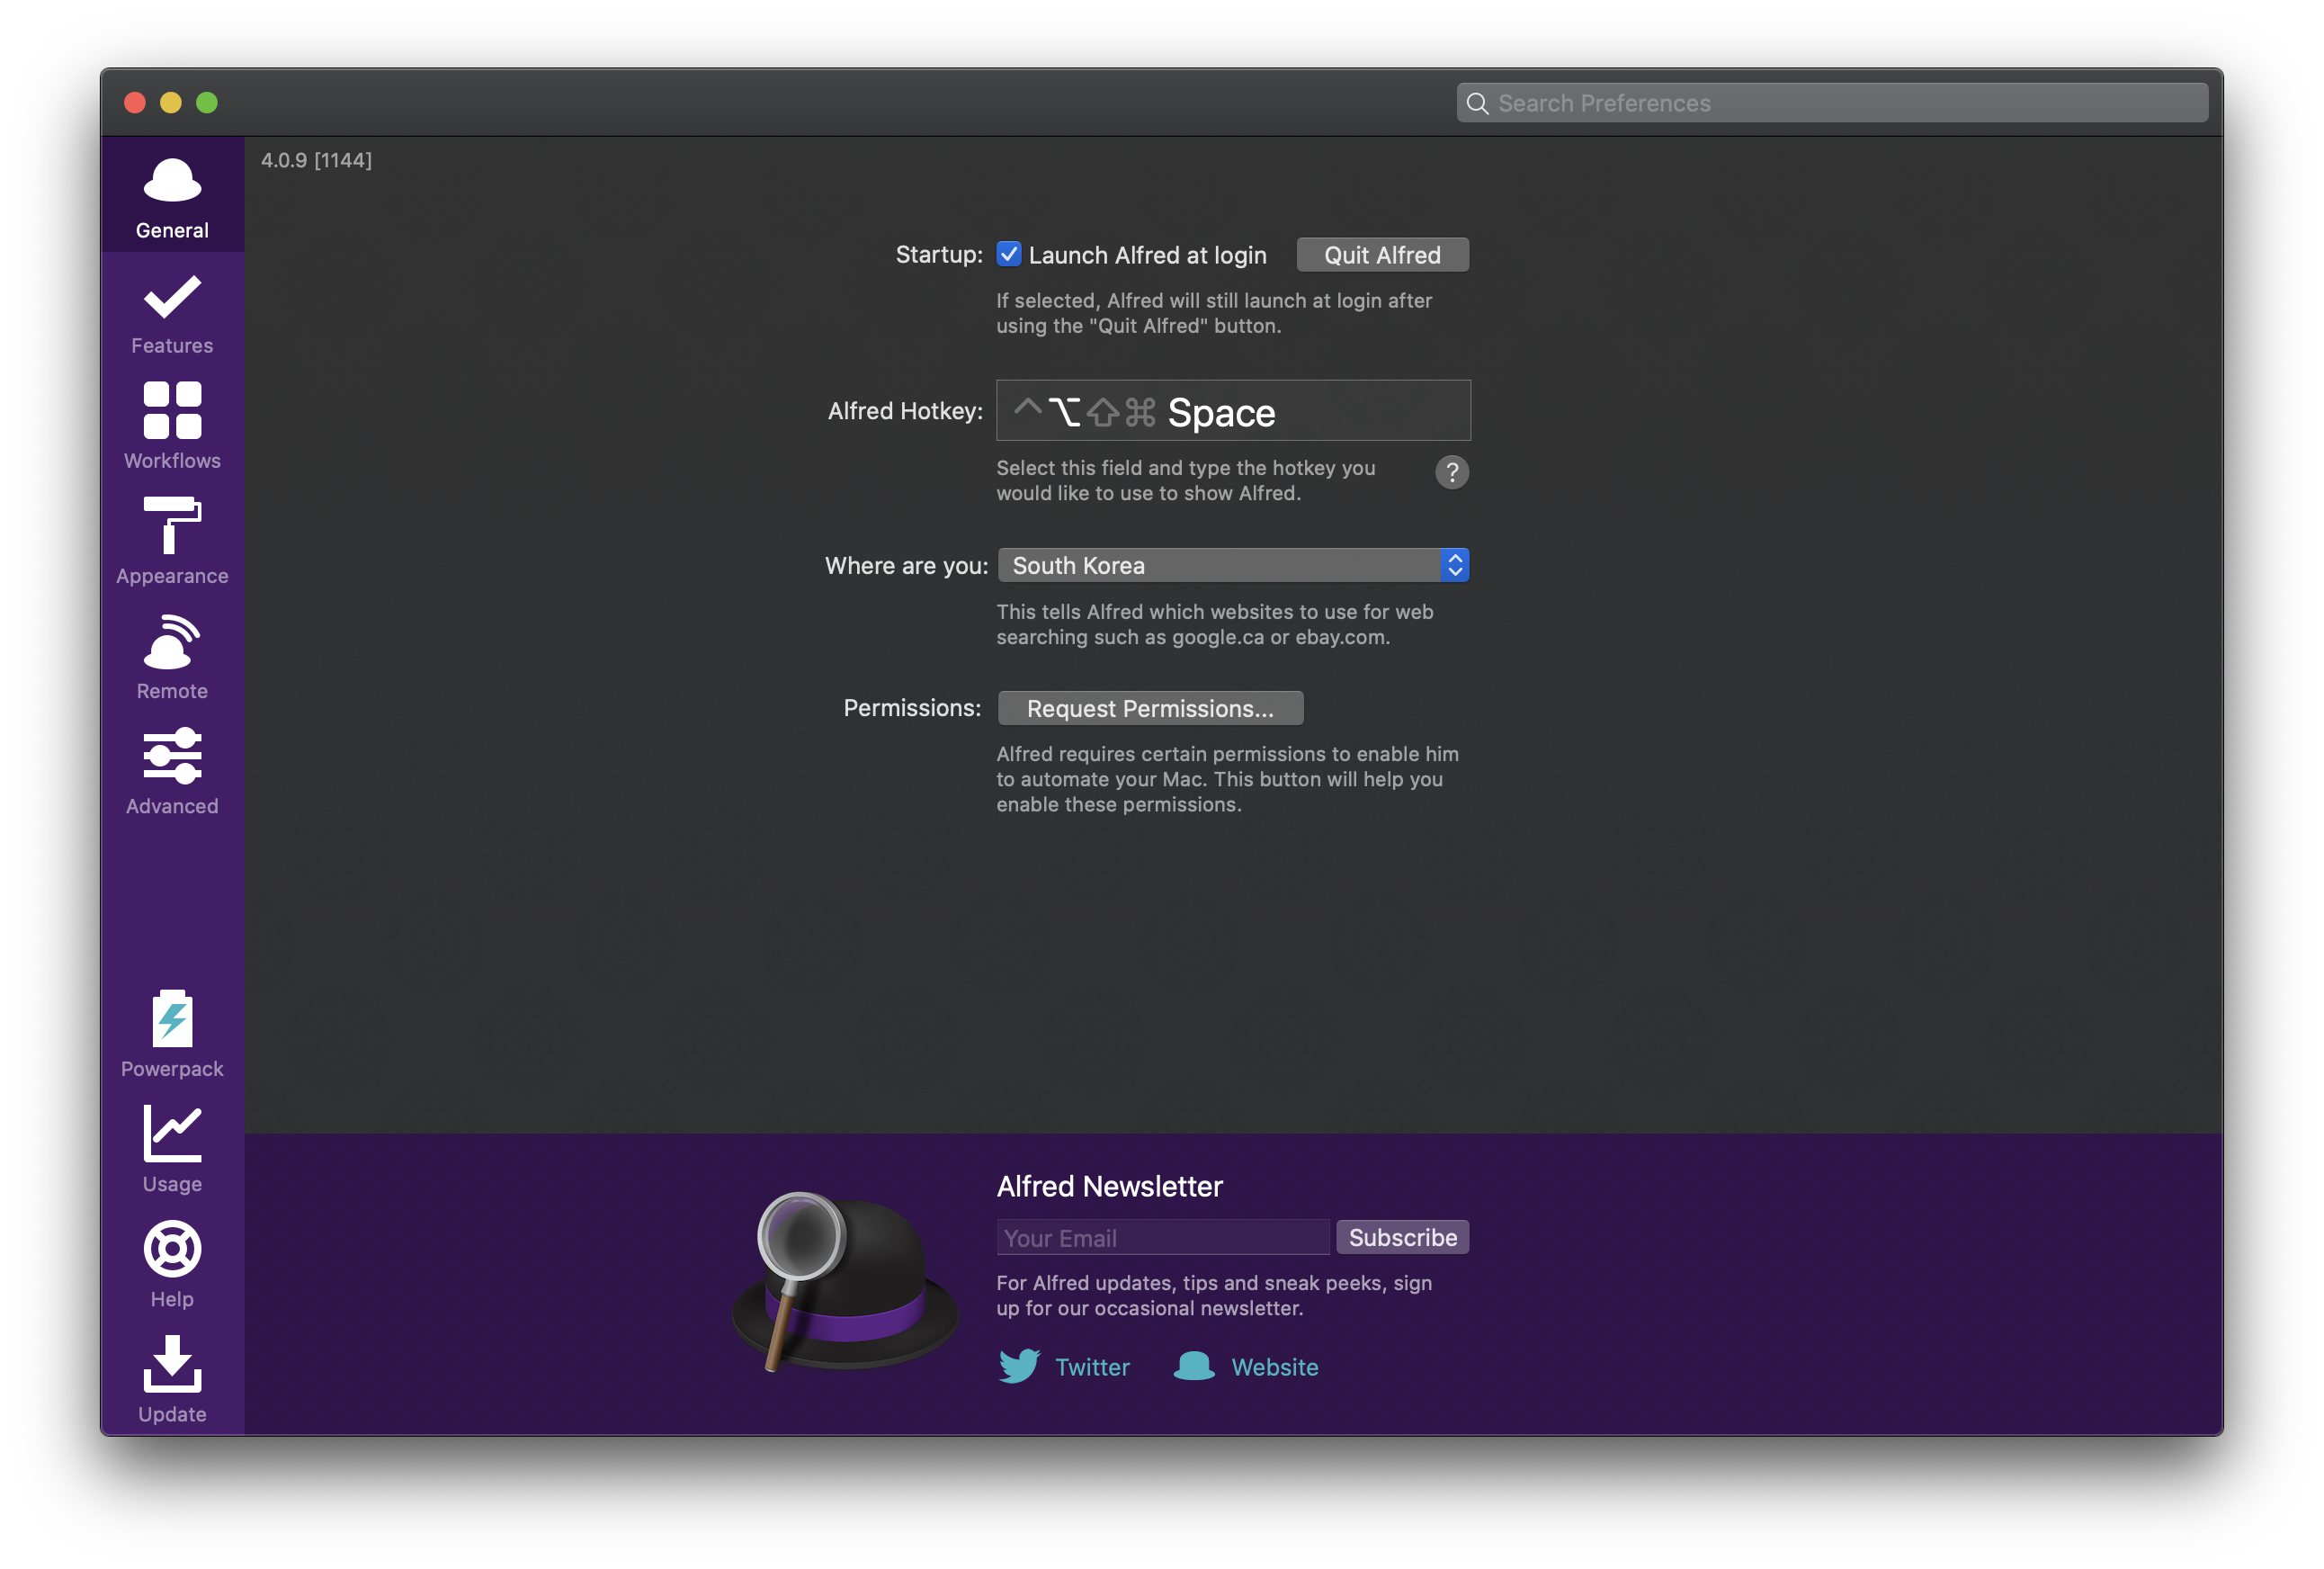 Search Preferences
General
Features
Workflows
Appearance
Remote
Advanced
Powerpack
Usage
Help
Update
4.0.9 [1144]
Startup: Launch Alfred at login Quit Alfred
If selected, Alfred will still launch at login after
using the "Quit Alfred" button.
Alfred Hotkey: ^⌥⇧⌘ Space
Select this field and type the hotkey you ?
would like to use to show Alfred.
Where are you: South Korea
This tells Alfred which websites to use for web
searching such as google.ca or ebay.com.
Permissions: Request Permissions...
Alfred requires certain permissions to enable him
to automate your Mac. This button will help you
enable these permissions.
Alfred Newsletter
Your Email Subscribe
For Alfred updates, tips and sneak peeks, sign
up for our occasional newsletter.
Twitter Website